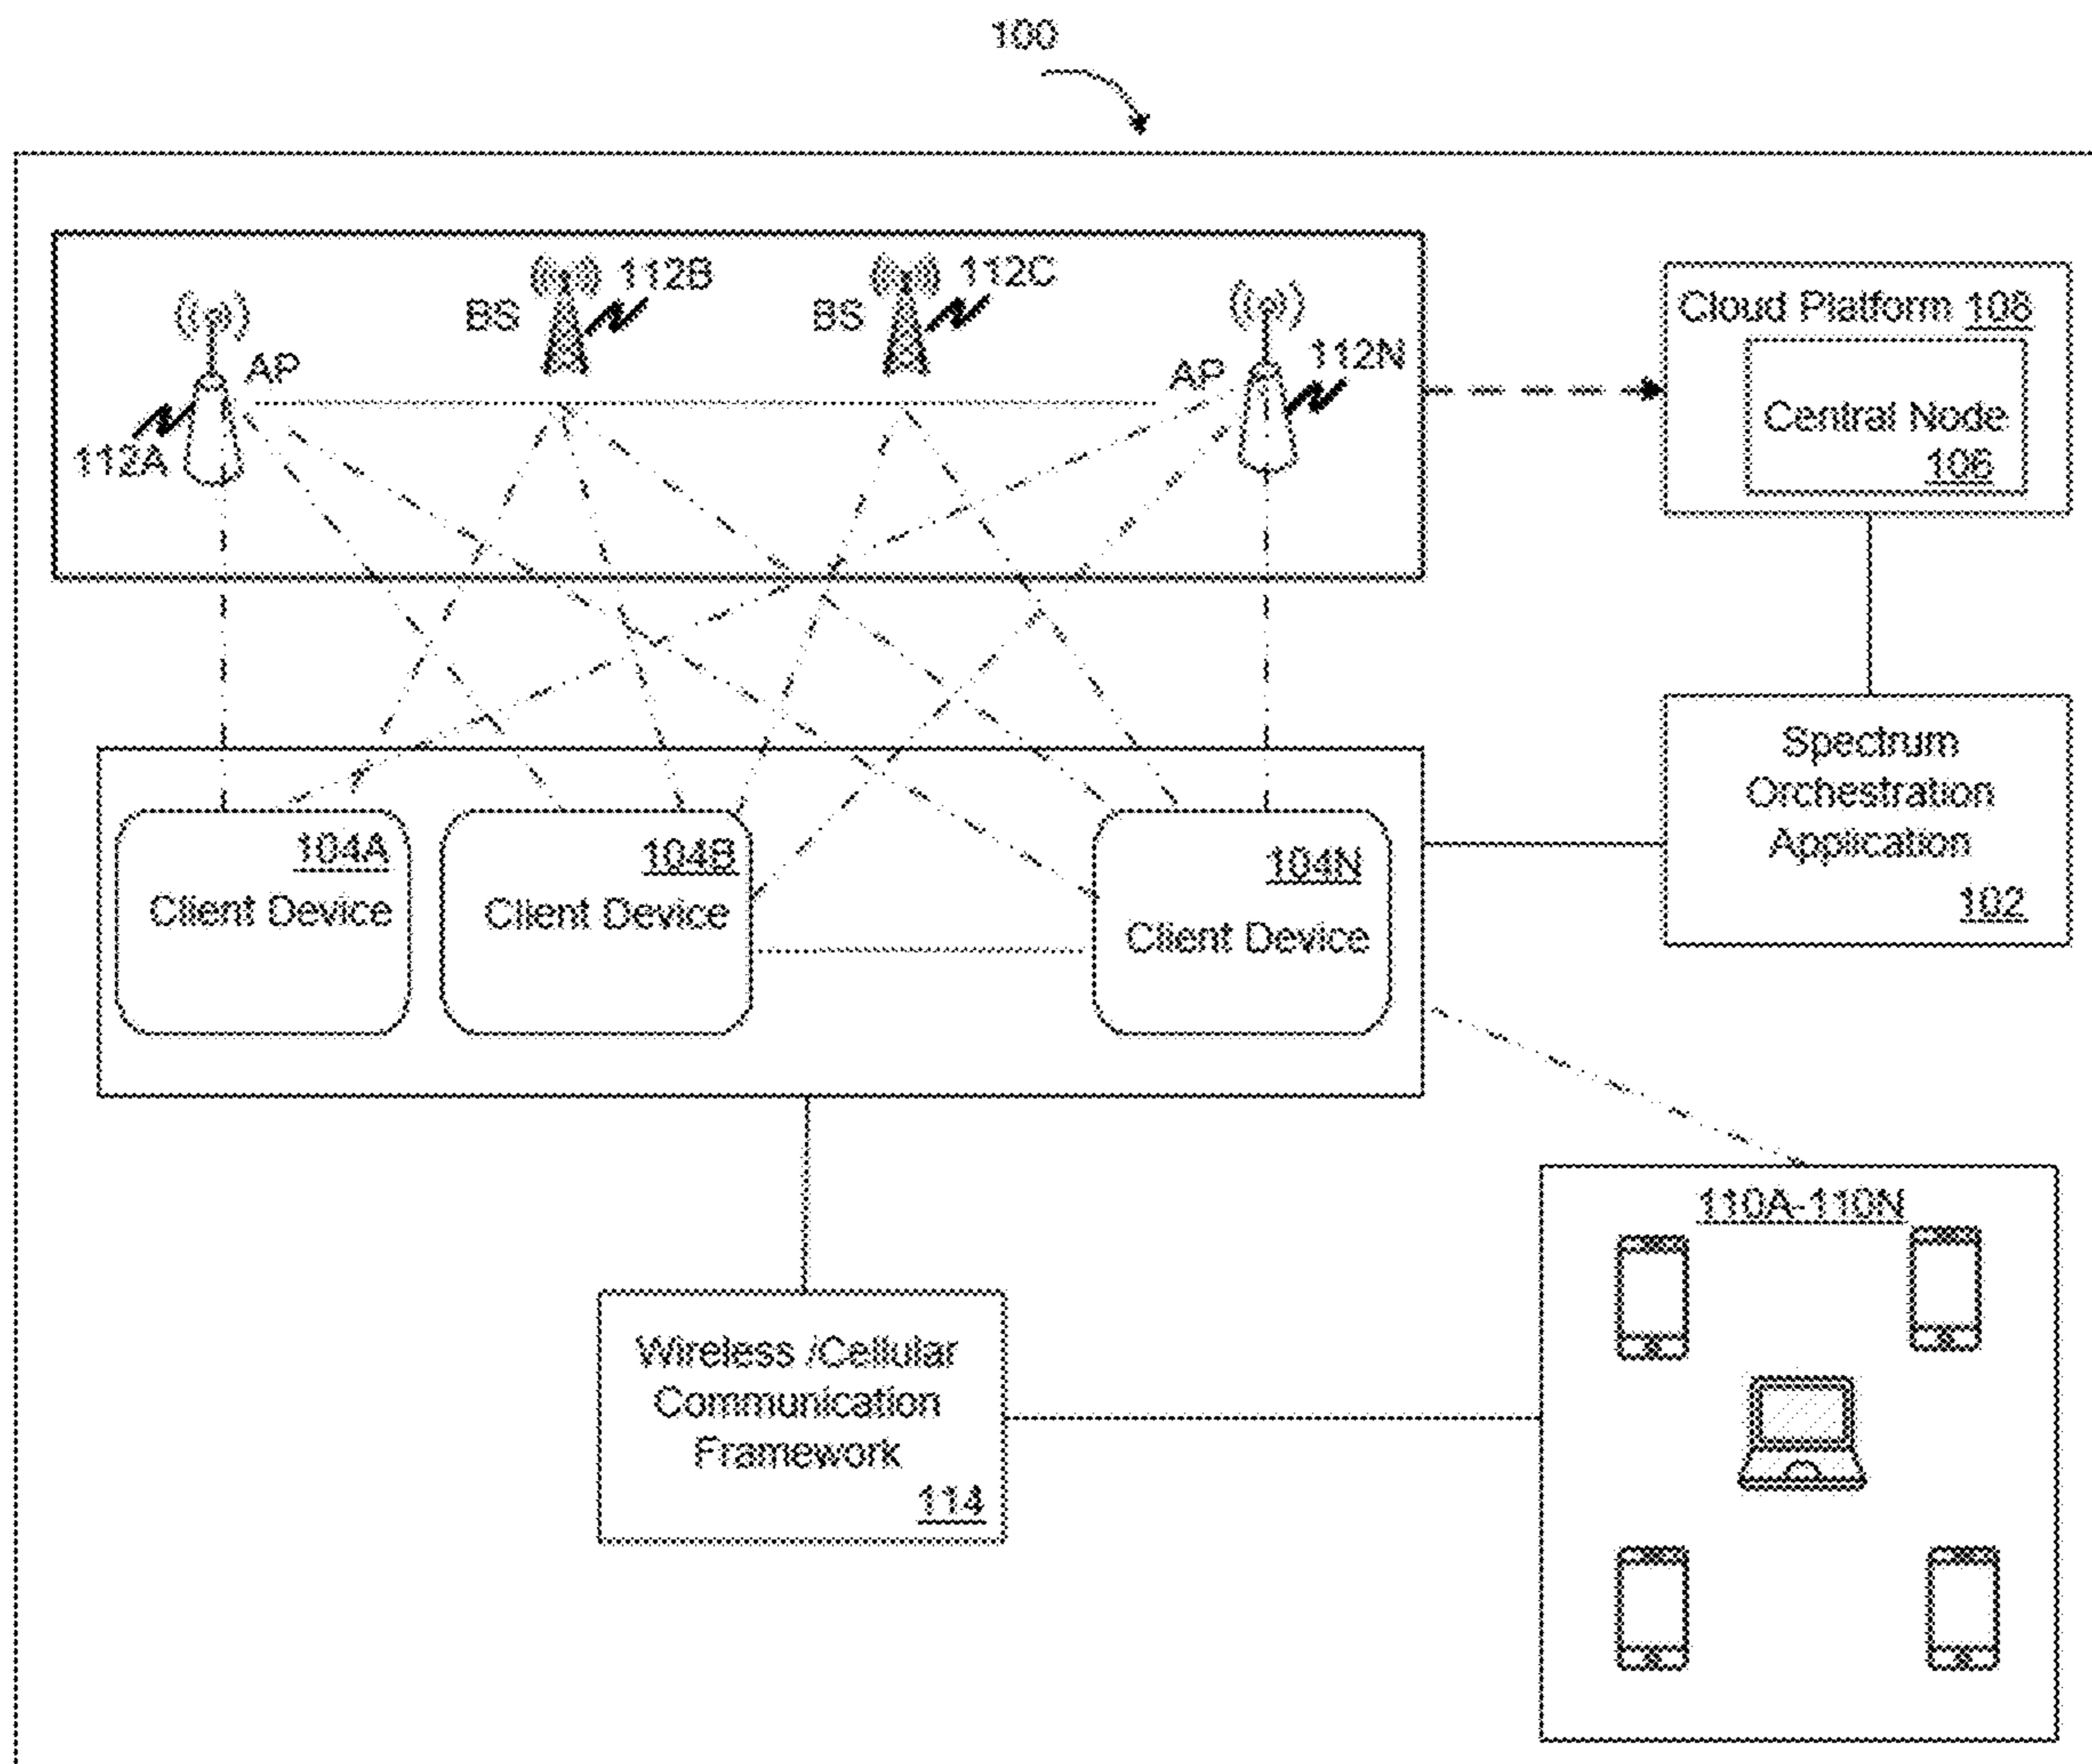 100
BS
112B
BS
112C
AP
AP
112N
112A
Cloud Platform 108
Central Node
106
104A
Client Device
104B
Client Device
104N
Client Device
Spectrum
Orchestration
Application
102
110A-110N
Wireless /Cellular
Communication
Framework
114